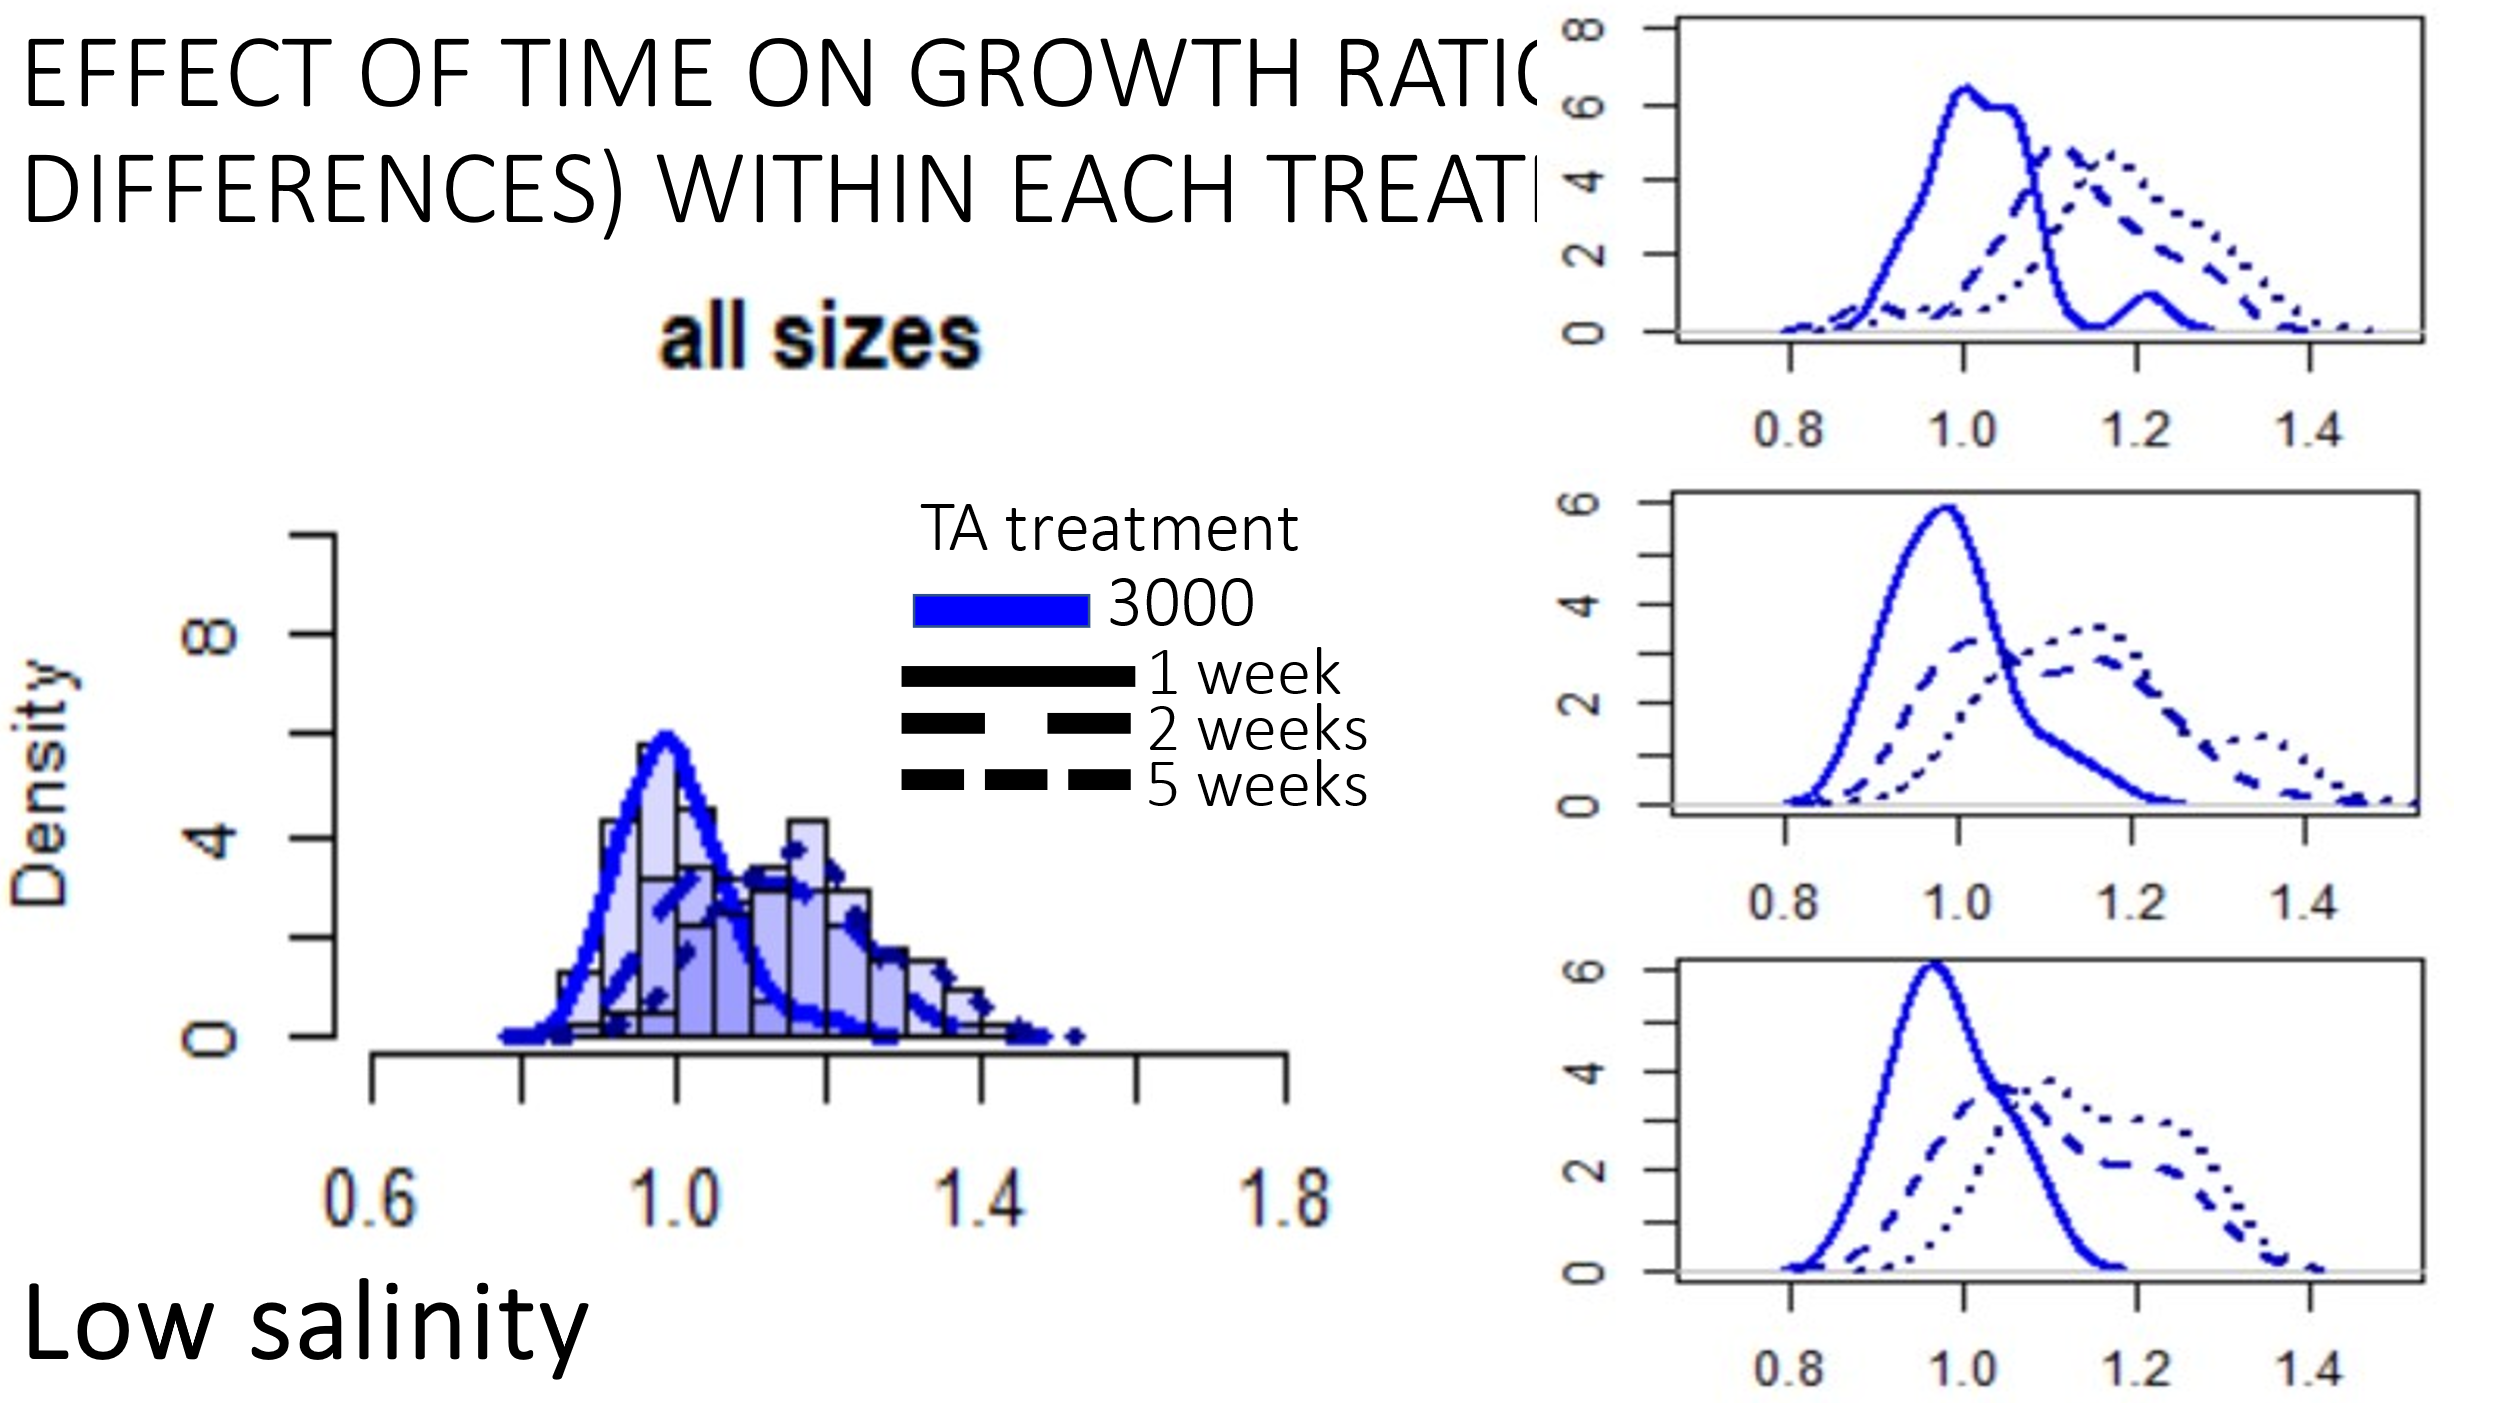 EFFECT OF TIME ON GROWTH RATIO
DIFFERENCES) WITHIN EACH TREAT
all sizes
TA treatment
3000
1 week
2 weeks
5 weeks
Density
8
4
0
0.6 1.0 1.4 1.8
Low salinity
8
6
4
2
0
0.8 1.0 1.2 1.4
6
4
2
0
0.8 1.0 1.2 1.4
6
4
2
0
0.8 1.0 1.2 1.4